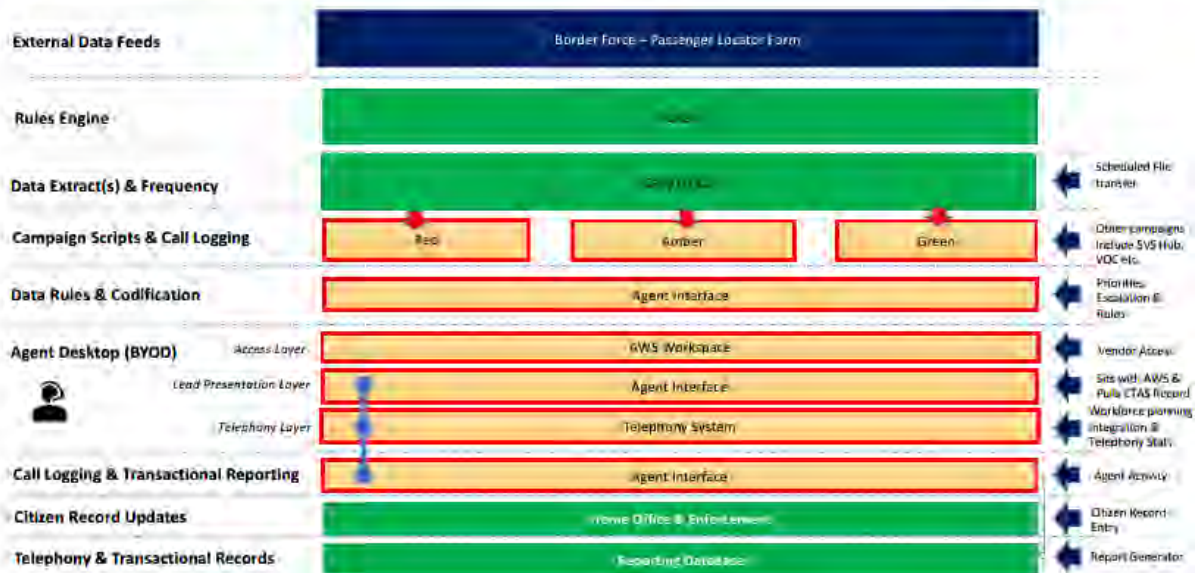 External Data Feeds
Border Force – Passenger Locator Form
Rules Engine
Data Extract(s) & Frequency
Scheduled File
transfer
Campaign Scripts & Call Logging
Red
Amber
Green
Other campaigns
Include SVS Hub,
VOC etc.
Data Rules & Codification
Agent Interface
Priorities,
Escalation &
Rules
Agent Desktop (BYOD)
Access Layer
AWS Workspace
Vendor Access
Lead Presentation Layer
Agent Interface
Sits with AWS &
Pulls CTAS Record
Telephony Layer
Telephony System
Workforce planning
Integration &
Telephony Stats
Call Logging & Transactional Reporting
Agent Interface
Agent Activity
Citizen Record Updates
Home Office & Enforcement
Citizen Record
Entry
Telephony & Transactional Records
Reporting Database
Report Generator